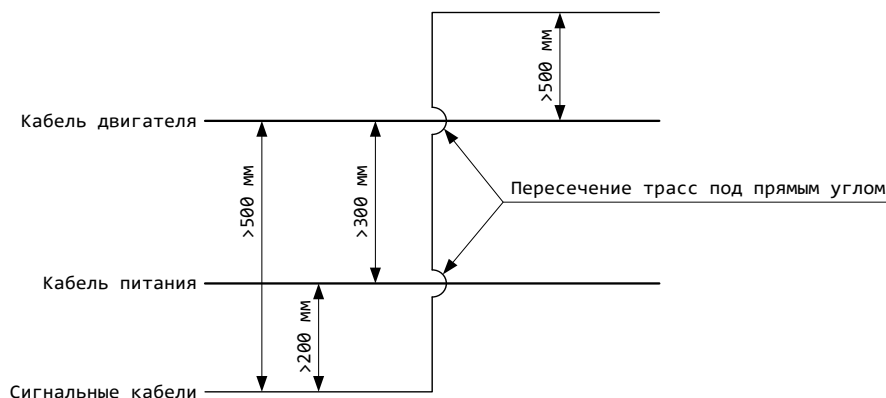 >500 мм
Кабель двигателя
>500 мм
>300 мм
Пересечение трасс под прямым углом
Кабель питания
>200 мм
Сигнальные кабели